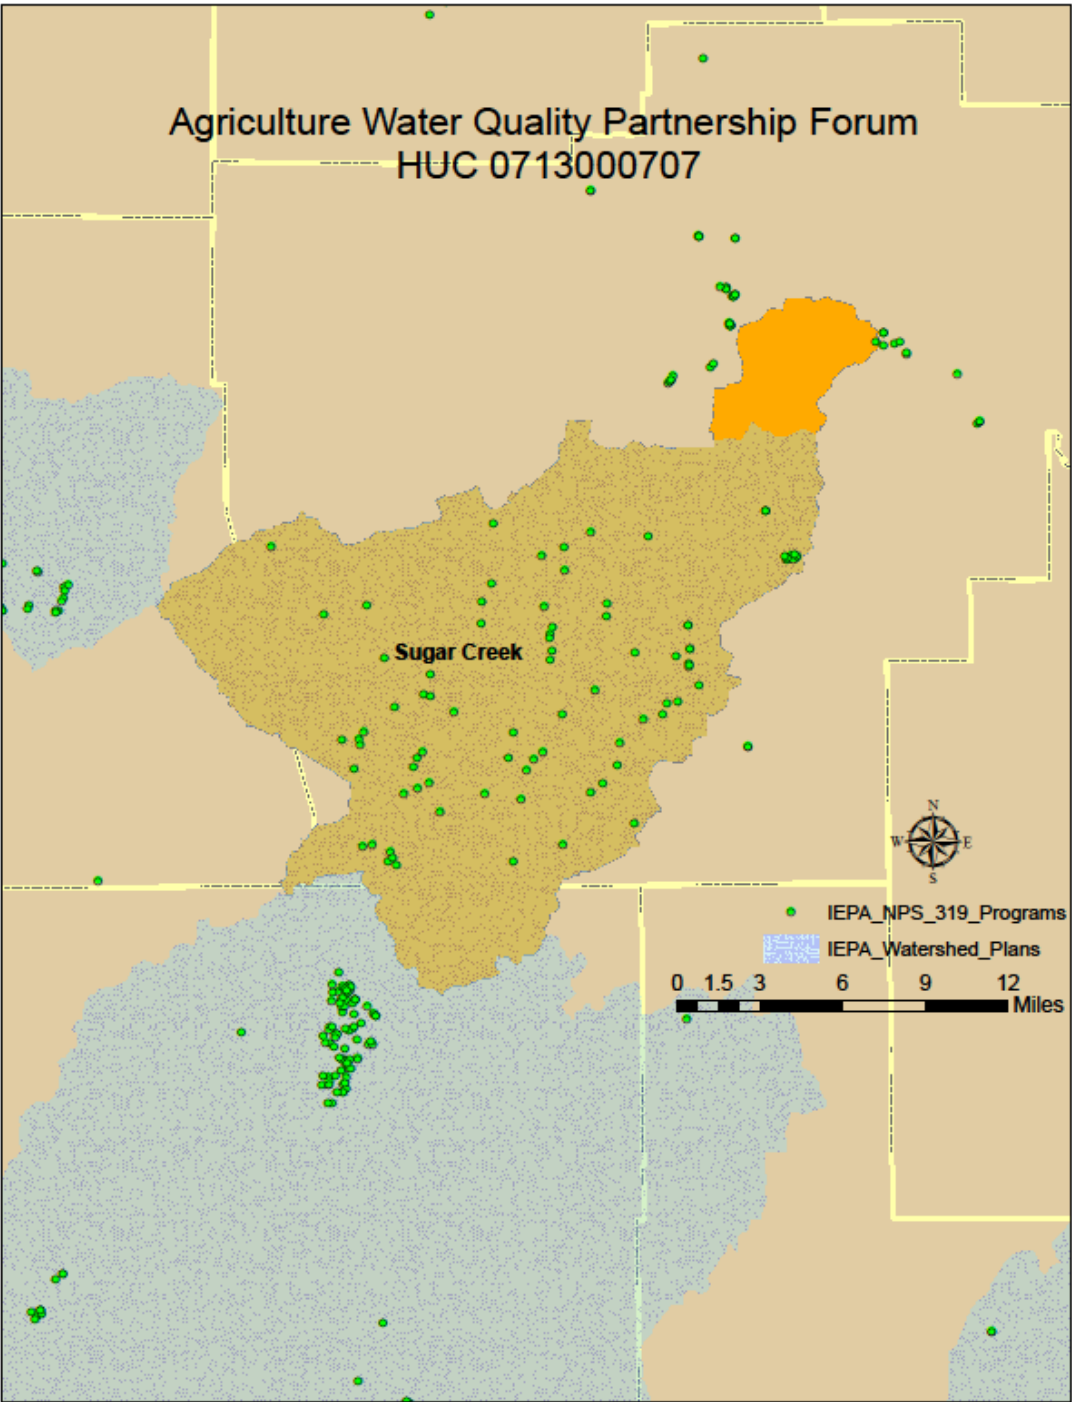 Agriculture Water Quality Partnership Forum
HUC 0713000707
Sugar Creek
N
W E
S
IEPA_NPS_319_Programs
IEPA_Watershed_Plans
0 1.5 3 6 9 12
Miles